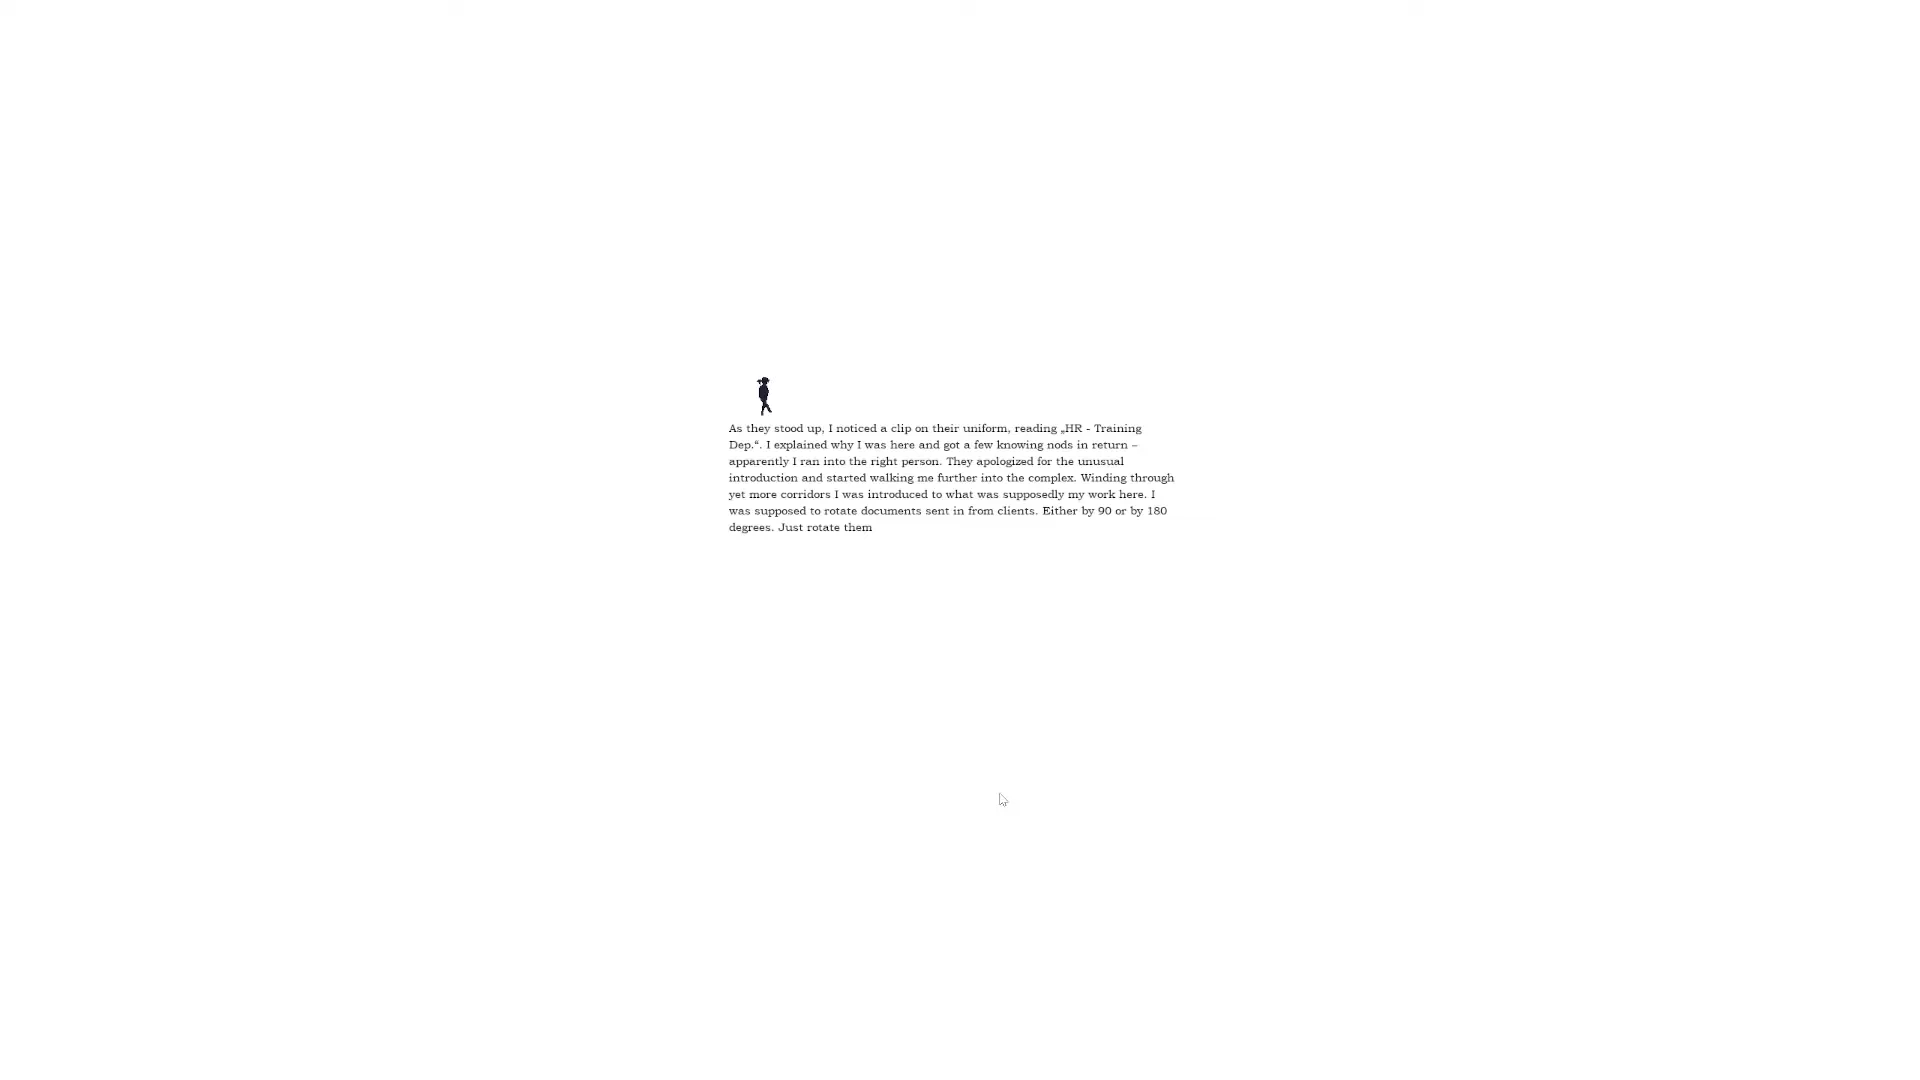 As they stood up, I noticed a clip on their uniform, reading „HR - Training
Dep.“. I explained why I was here and got a few knowing nods in return –
apparently I ran into the right person. They apologized for the unusual
introduction and started walking me further into the complex. Winding through
yet more corridors I was introduced to what was supposedly my work here. I
was supposed to rotate documents sent in from clients. Either by 90 or by 180
degrees. Just rotate them